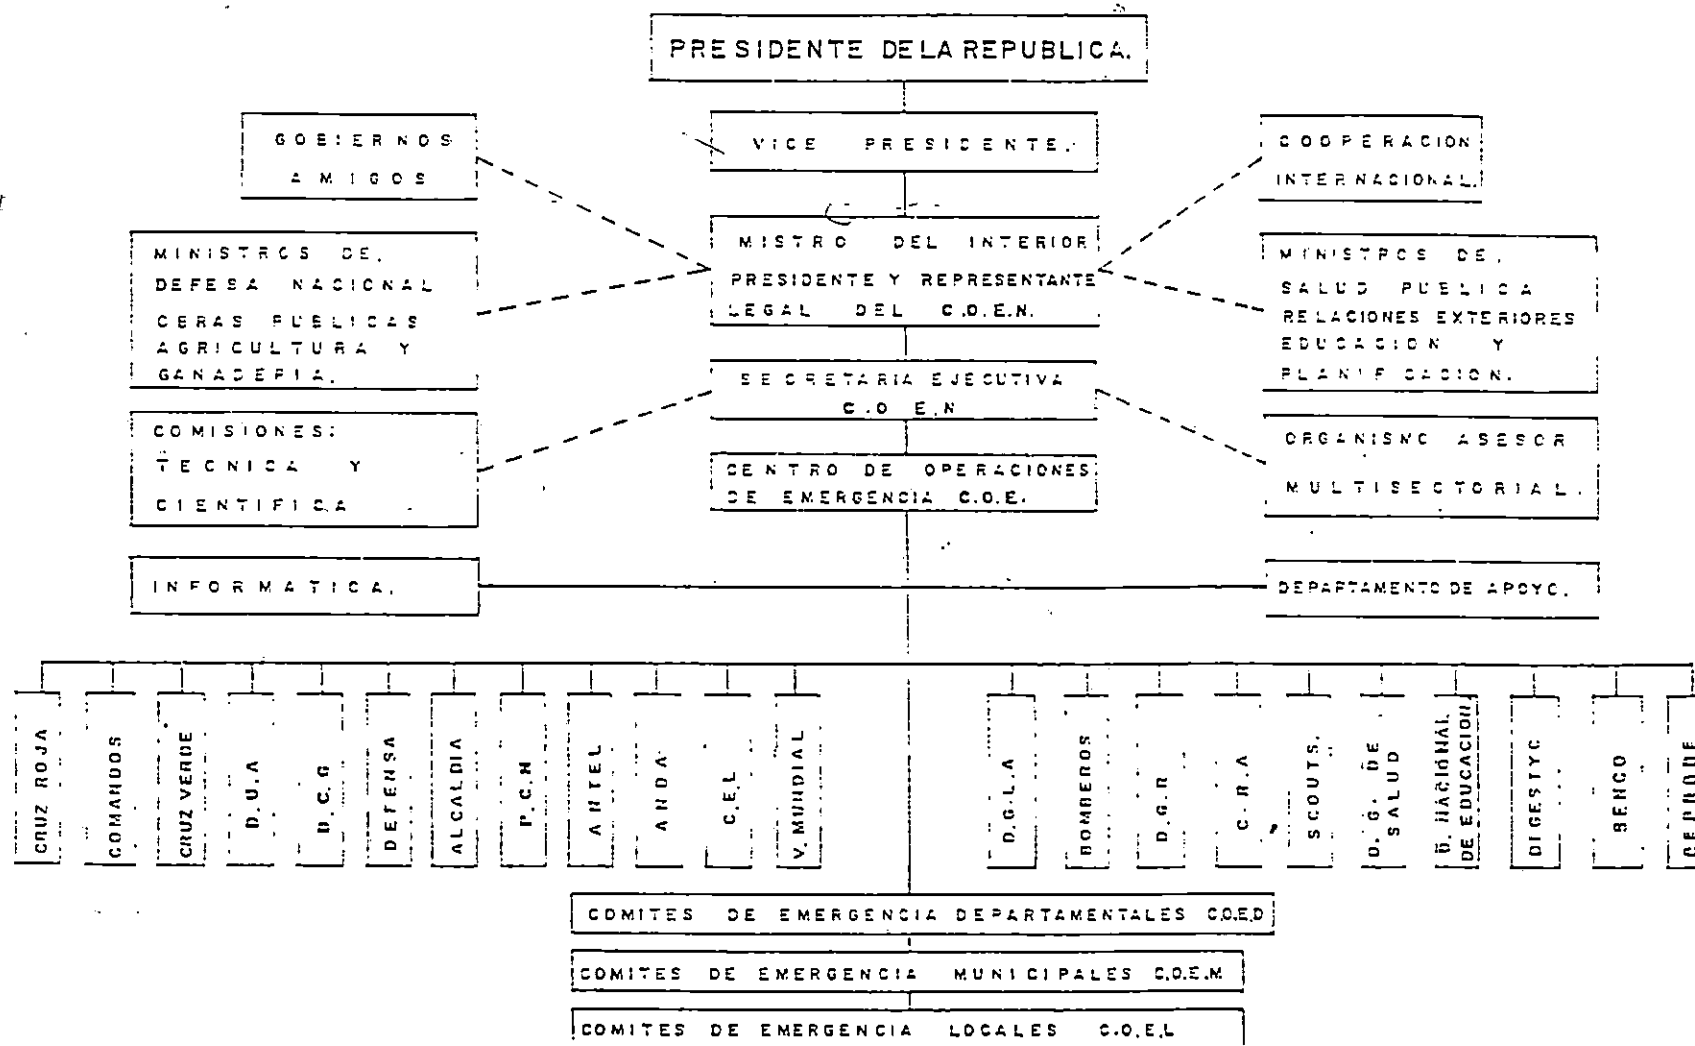 PRESIDENTE DE LA REPUBLICA.
GOBIERNOS
AMIGOS
VICE PRESIDENTE.
COOPERACION
INTERNACIONAL.
MINISTROS DE.
DEFESA NACIONAL
OBRAS PUBLICAS
AGRICULTURA Y
GANADERIA.
MISTRO DEL INTERIOR
PRESIDENTE Y REPRESENTANTE
LEGAL DEL C.O.E.N.
MINISTROS DE.
SALUD PUBLICA
RELACIONES EXTERIORES
EDUCACION Y
PLANIFICACION.
SECRETARIA EJECUTIVA
C.O E.N
COMISIONES:
TECNICA Y
CIENTIFICA
CENTRO DE OPERACIONES
DE EMERGENCIA C.O.E.
ORGANISMO ASESOR
MULTISECTORIAL.
INFORMATICA.
DEPARTAMENTO DE APOYO.
CRUZ ROJA
COMANDOS
CRUZ VERDE
D.U.A
D.C.G
DEFENSA
ALCALDIA
P.C.N
ANTEL
ANDA
C.E.L
V. MUNDIAL
D.G.L.A
BOMBEROS
D.G.R
C.R.A
SCOUTS.
D.G. DE
SALUD
D. NACIONAL
DE EDUCACION
DIGESTYC
COMITES DE EMERGENCIA DEPARTAMENTALES C.O.E.D
COMITES DE EMERGENCIA MUNICIPALES C.O.E.M
COMITES DE EMERGENCIA LOCALES C.O.E.L